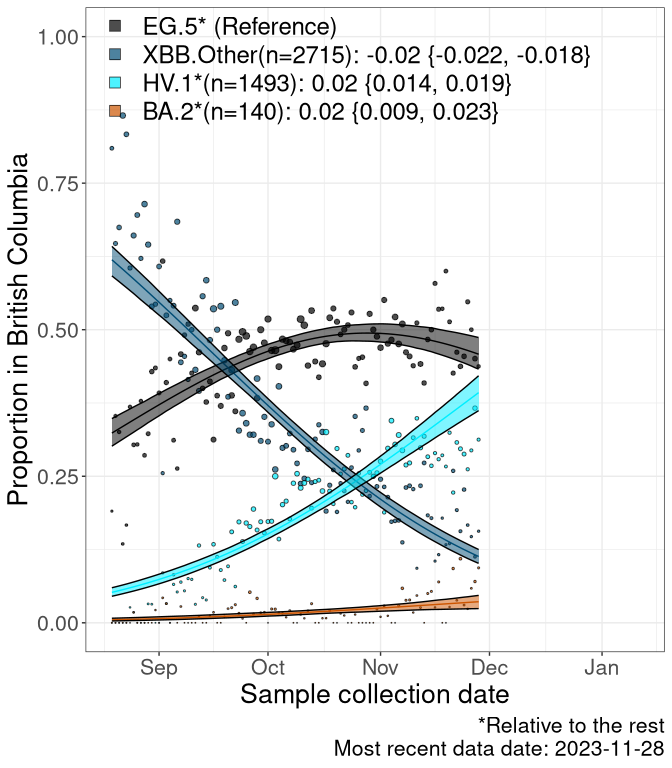 EG.5* (Reference)
XBB.Other(n=2715): -0.02 {-0.022, -0.018}
HV.1*(n=1493): 0.02 {0.014, 0.019}
BA.2*(n=140): 0.02 {0.009, 0.023}
Proportion in British Columbia
1.00
0.75
0.50
0.25
0.00
Sep Oct Nov Dec Jan
Sample collection date
*Relative to the rest
Most recent data date: 2023-11-28